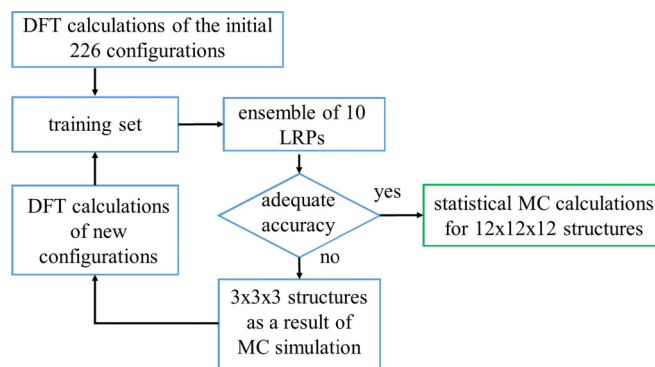 DFT calculations of the initial
226 configurations
training set
ensemble of 10
LRPs
adequate
accuracy
yes
no
statistical MC calculations
for 12x12x12 structures
DFT calculations
of new
configurations
3x3x3 structures
as a result of
MC simulation